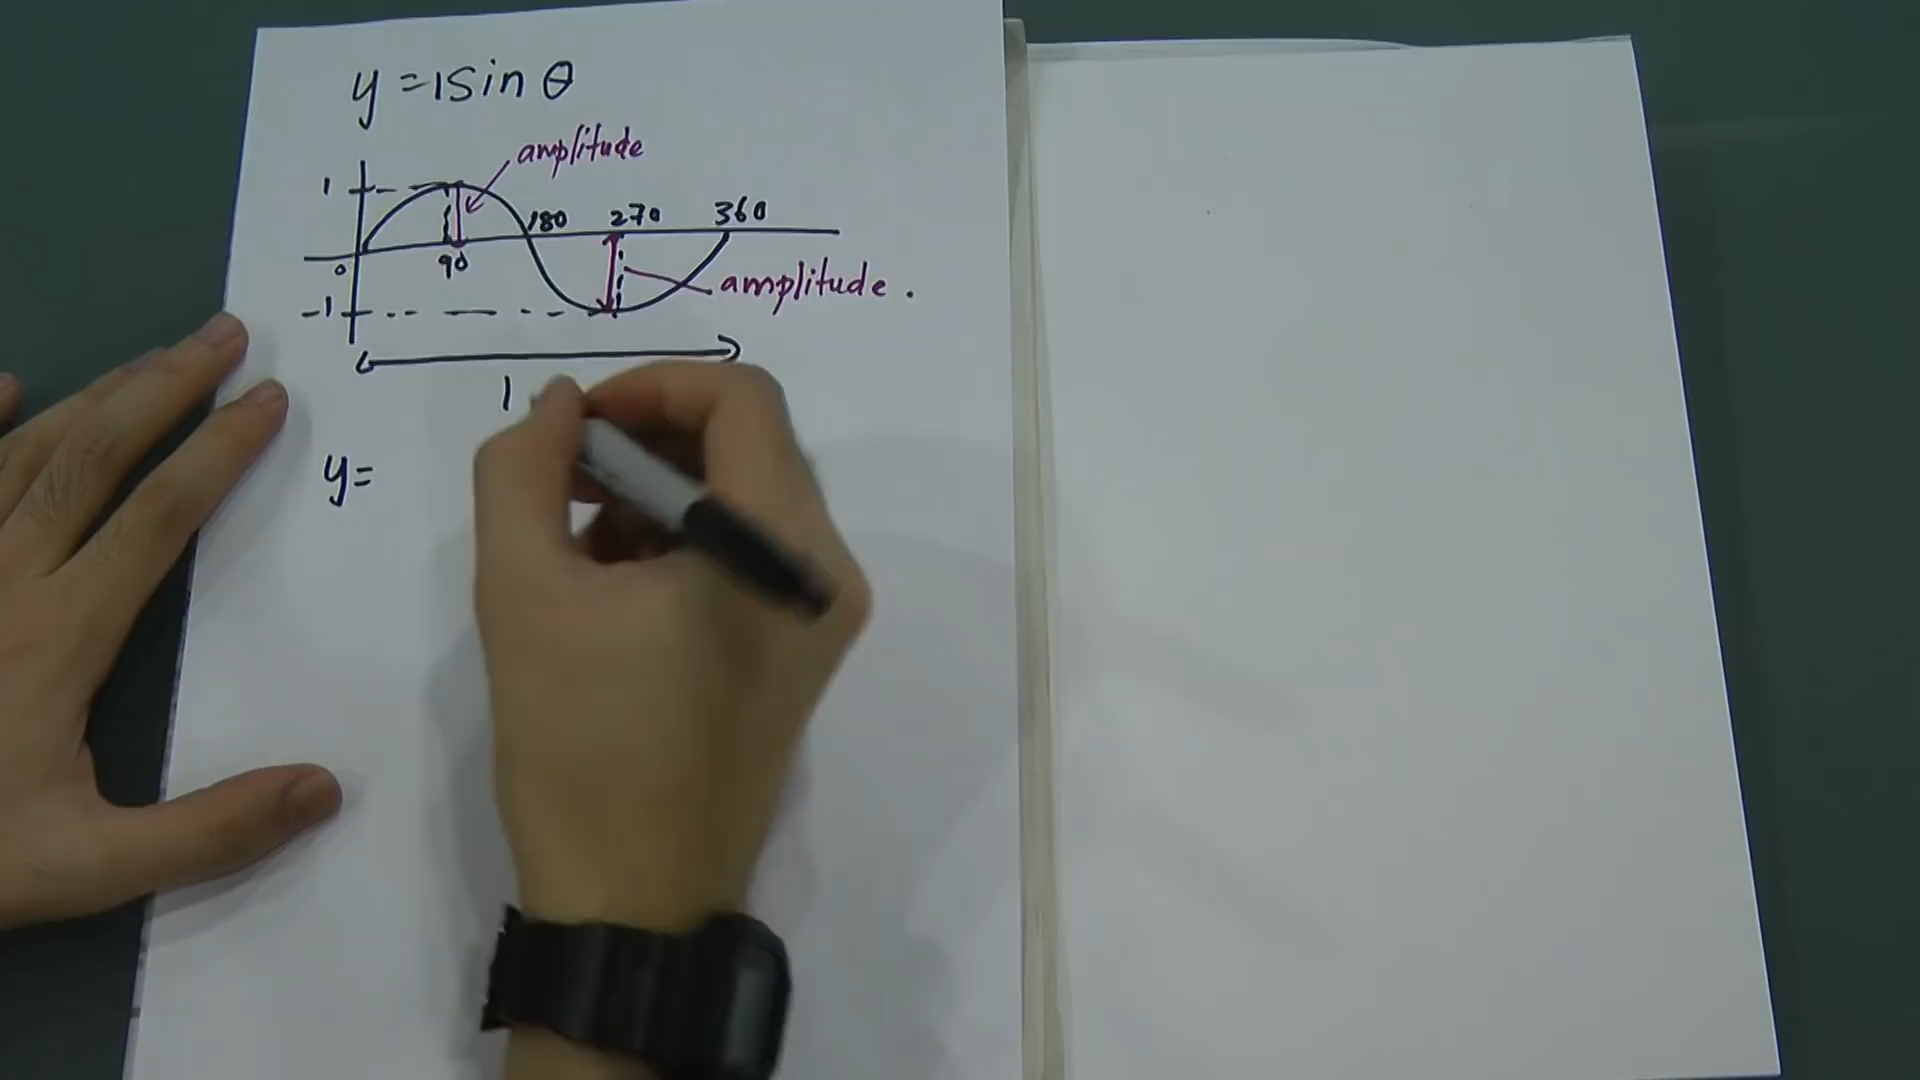 y = 1sin θ
amplitude
1
180 270 360
0 90
amplitude.
-1
1
y=